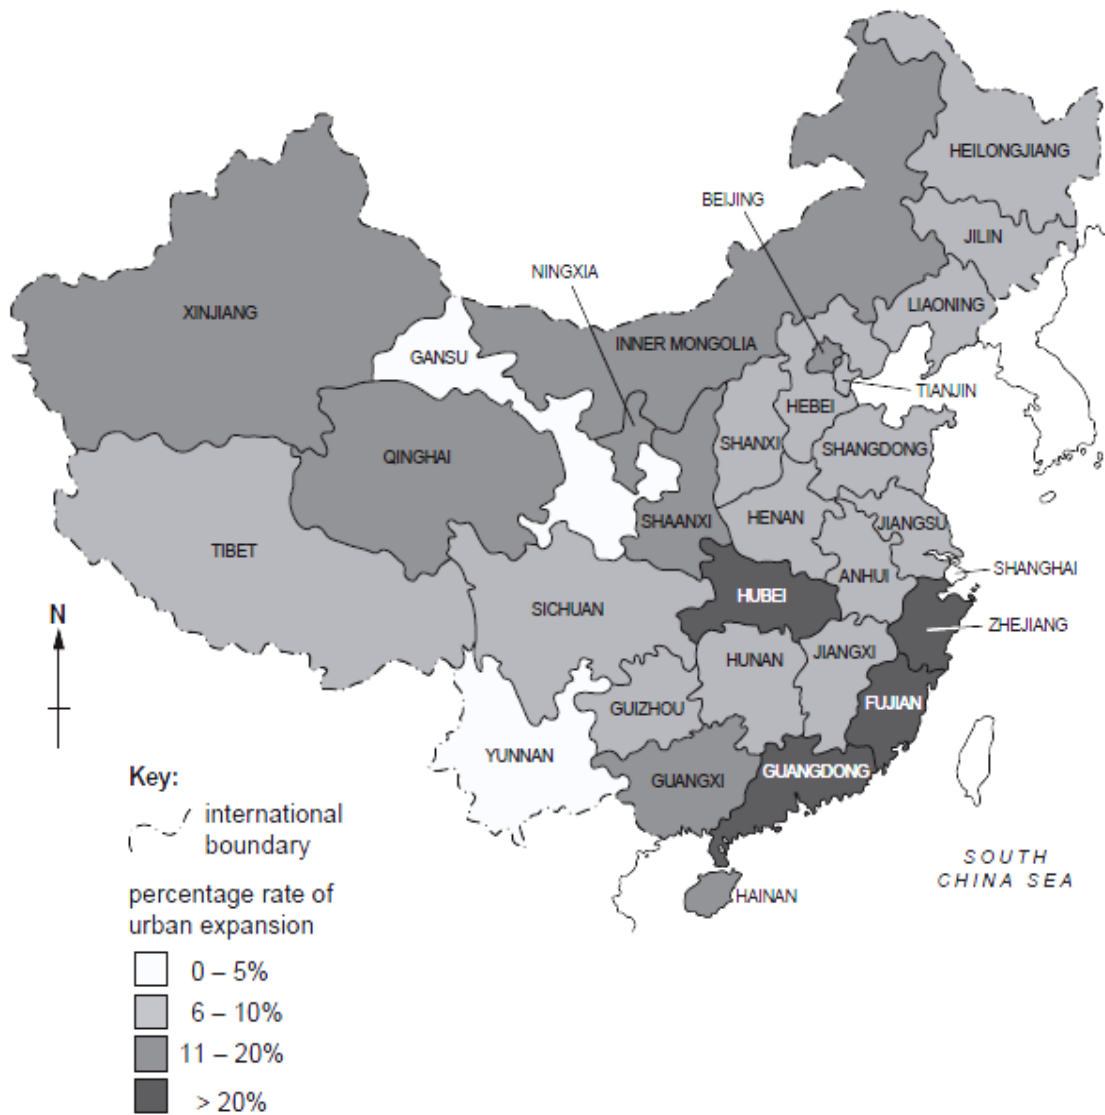 HEILONGJIANG
BEIJING
JILIN
NINGXIA
LIAONING
XINJIANG
INNER MONGOLIA
GANSU
TIANJIN
HEBEI
SHANXI
SHANGDONG
QINGHAI
HENAN
JIANGSU
SHAANXI
TIBET
SHANGHAI
ANHUI
HUBEI
SICHUAN
N
ZHEJIANG
HUNAN
JIANGXI
FUJIAN
GUIZHOU
YUNNAN
GUANGXI
GUANGDONG
Key:
international
boundary
SOUTH
CHINA SEA
HAINAN
percentage rate of
urban expansion
0 – 5%
6 – 10%
11 – 20%
> 20%